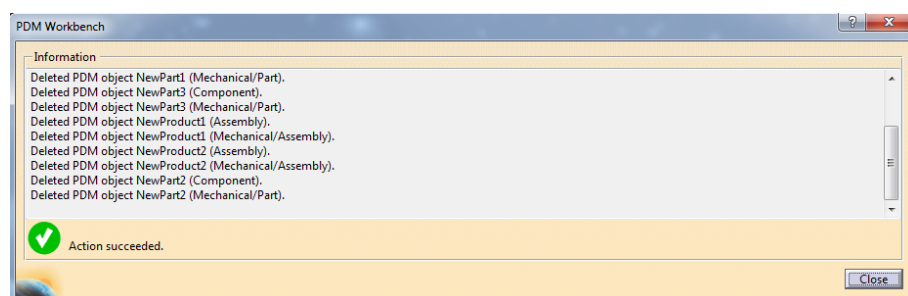 PDM Workbench
Information
Deleted PDM object NewPart1 (Mechanical/Part).
Deleted PDM object NewPart3 (Component).
Deleted PDM object NewPart3 (Mechanical/Part).
Deleted PDM object NewProduct1 (Assembly).
Deleted PDM object NewProduct1 (Mechanical/Assembly).
Deleted PDM object NewProduct2 (Assembly).
Deleted PDM object NewProduct2 (Mechanical/Assembly).
Deleted PDM object NewPart2 (Component).
Deleted PDM object NewPart2 (Mechanical/Part).
Action succeeded.
Close